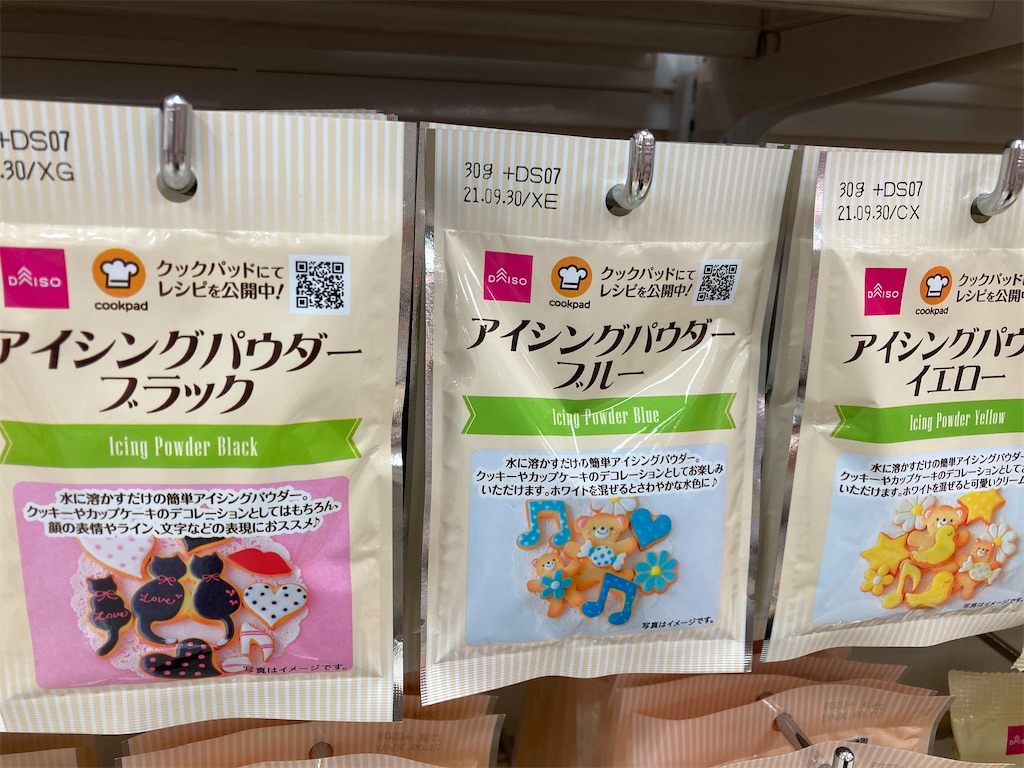 +DS07
.30/XG
DAISO
cookpad
クックパッドにて
レシピを公開中!
アイシングパウダー
ブラック
Icing Powder Black
水に溶かすだけの簡単アイシングパウダー。
クッキーやカップケーキのデコレーションとしてはもちろん、
顔の表情やライン、文字などの表現におススメ♪
Love
Love
写真はイメージです。
30g +DS07
21.09.30/XE
DAISO
cookpad
クックパッドにて
レシピを公開中!
アイシングパウダー
ブルー
Icing Powder Blue
水に溶かすだけの簡単アイシングパウダー。
クッキーやカップケーキのデコレーションとしてお楽しみ
いただけます。ホワイトを混ぜるとさわやかな水色に♪
写真はイメージです。
30g +DS07
21.09.30/CX
DAISO
cookpad
クックパッドに
レシピを公開中
アイシングパウ
イエロー
Icing Powder Yellow
水に溶かすだけの簡単アイシングパウダー。
クッキーやカップケーキのデコレーションとしてお楽
いただけます。ホワイトを混ぜると可愛いクリーム
写真はイメージです